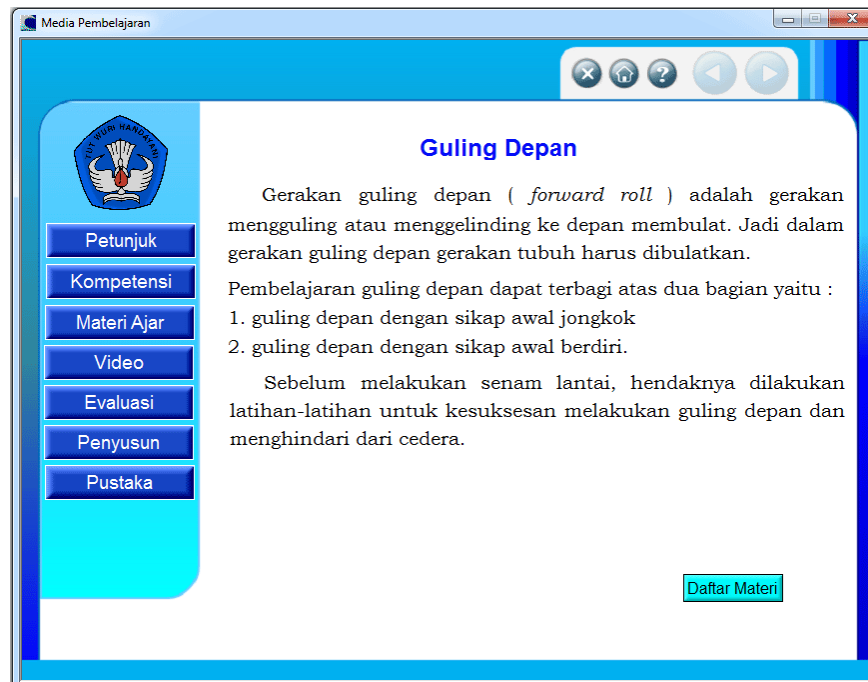 Media Pembelajaran
TUT WURI HANDAYANI
Petunjuk
Kompetensi
Materi Ajar
Video
Evaluasi
Penyusun
Pustaka
Guling Depan
Gerakan guling depan ( forward roll ) adalah gerakan
mengguling atau menggelinding ke depan membulat. Jadi dalam
gerakan guling depan gerakan tubuh harus dibulatkan.
Pembelajaran guling depan dapat terbagi atas dua bagian yaitu :
1. guling depan dengan sikap awal jongkok
2. guling depan dengan sikap awal berdiri.
Sebelum melakukan senam lantai, hendaknya dilakukan
latihan-latihan untuk kesuksesan melakukan guling depan dan
menghindari dari cedera.
Daftar Materi